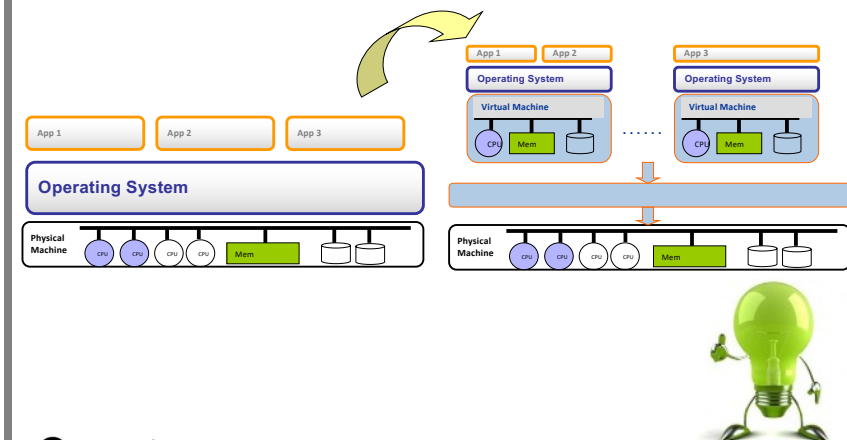 App 1
App 2
App 3
Operating System
Physical
Machine
CPU
CPU
CPU
CPU
Mem
App 1
App 2
Operating System
Virtual Machine
CPU
Mem
......
App 3
Operating System
Virtual Machine
CPU
Mem
Physical
Machine
CPU
CPU
CPU
CPU
Mem